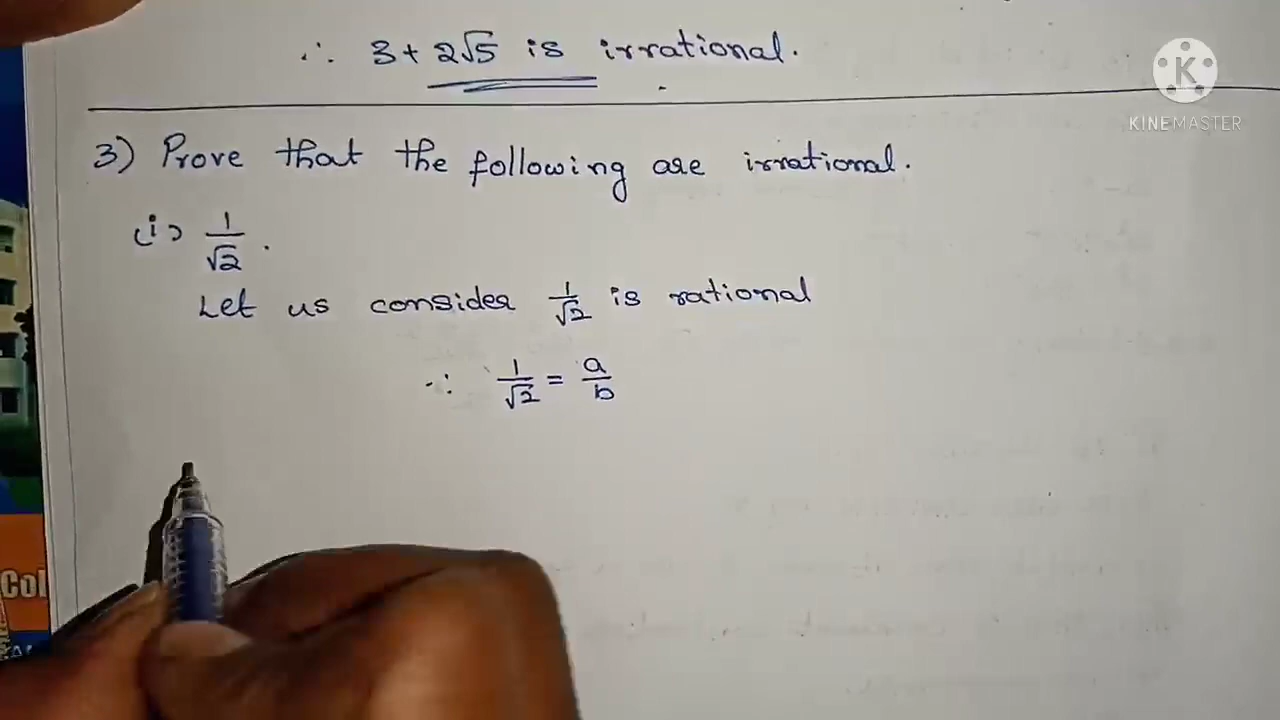 ∴ 3 + 2√5 is irrational.
KINEMASTER
3) Prove that the following are irrational.
(i) 1/√2.
Let us consider 1/√2 is rational
∴ 1/√2 = a/b
Col